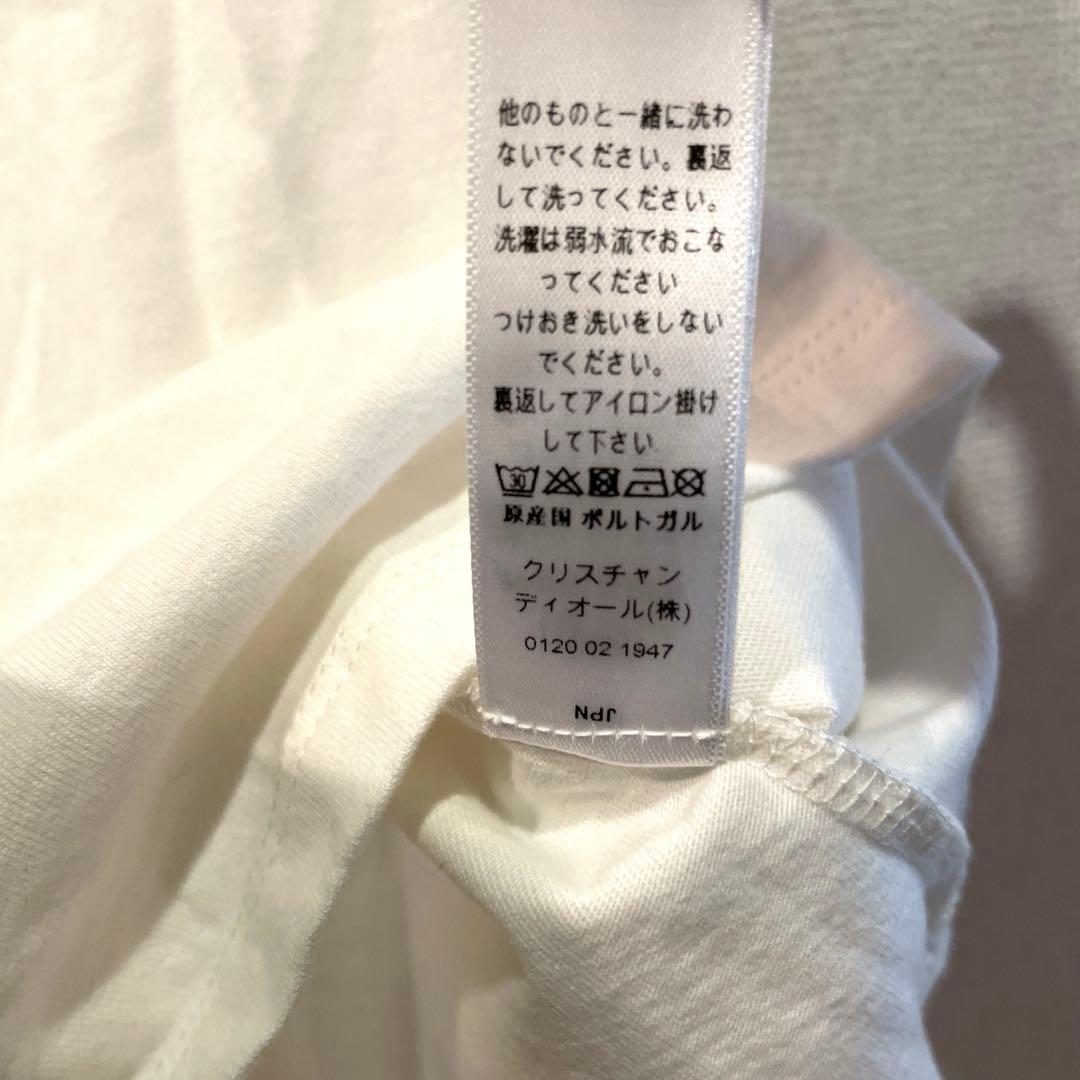 他のものと一緒に洗わ
ないでください。裏返
して洗ってください。
洗濯は弱水流でおこな
ってください
つけおき洗いをしない
でください。
裏返してアイロン掛け
して下さい
30
原産国 ポルトガル
クリスチャン
ディオール(株)
0120 02 1947
JPN